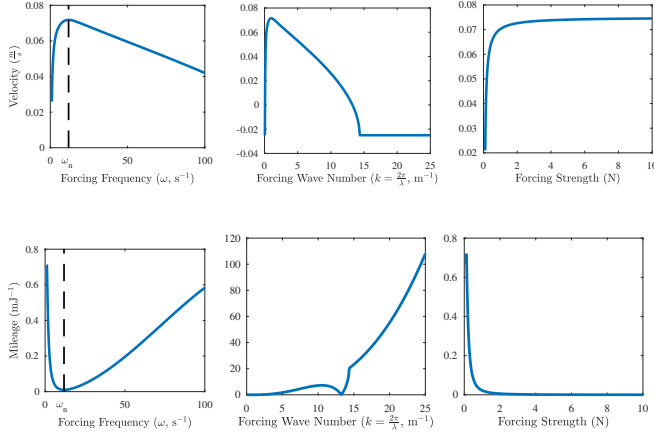 0.08
0.06
0.04
0.02
0
Velocity (m/s)
0 ωn 50 100
Forcing Frequency (ω, s⁻¹)
0.08
0.06
0.04
0.02
0
-0.02
-0.04
0 5 10 15 20 25
Forcing Wave Number (k = 2π/λ, m⁻¹)
0.08
0.07
0.06
0.05
0.04
0.03
0.02
0 2 4 6 8 10
Forcing Strength (N)
0.8
0.6
0.4
0.2
0
Mileage (mJ⁻¹)
0 ωn 50 100
Forcing Frequency (ω, s⁻¹)
120
100
80
60
40
20
0
0 5 10 15 20 25
Forcing Wave Number (k = 2π/λ, m⁻¹)
0.8
0.6
0.4
0.2
0
0 2 4 6 8 10
Forcing Strength (N)